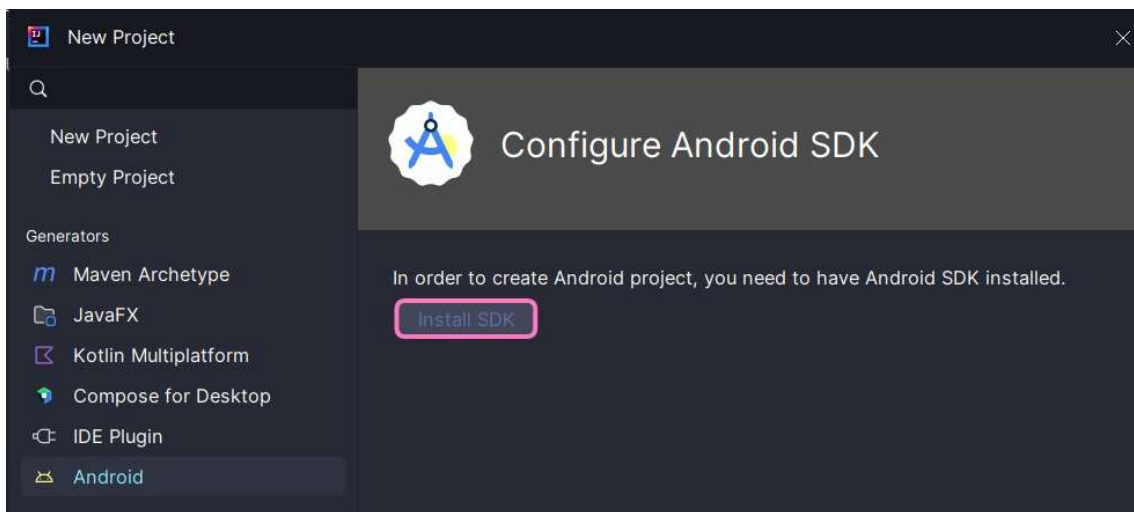 New Project
New Project
Empty Project
Generators
Maven Archetype
JavaFX
Kotlin Multiplatform
Compose for Desktop
IDE Plugin
Android
Configure Android SDK
In order to create Android project, you need to have Android SDK installed.
Install SDK